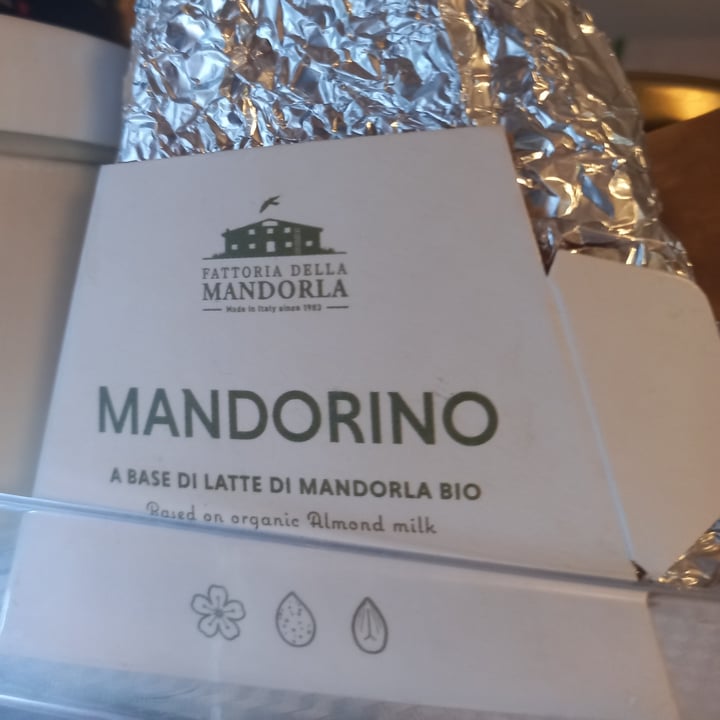 FATTORIA DELLA
MANDORLA
Made in Italy since 1982
MANDORINO
A BASE DI LATTE DI MANDORLA BIO
Based on organic Almond milk